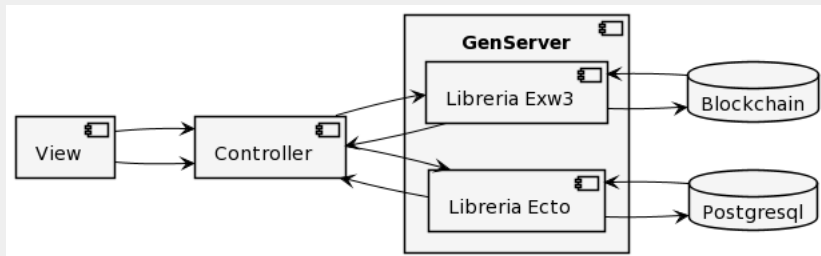 GenServer
Libreria Exw3
Blockchain
View
Controller
Libreria Ecto
Postgresql